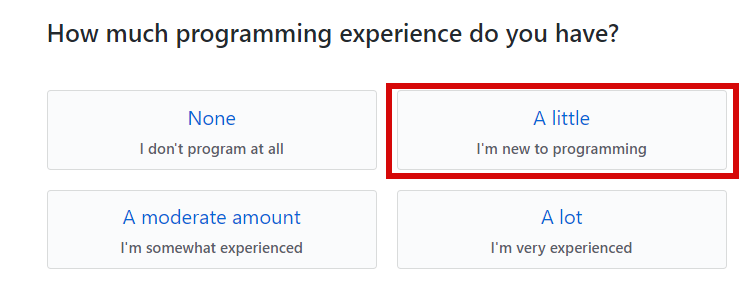 How much programming experience do you have?
None
I don't program at all
A little
I'm new to programming
A moderate amount
I'm somewhat experienced
A lot
I'm very experienced